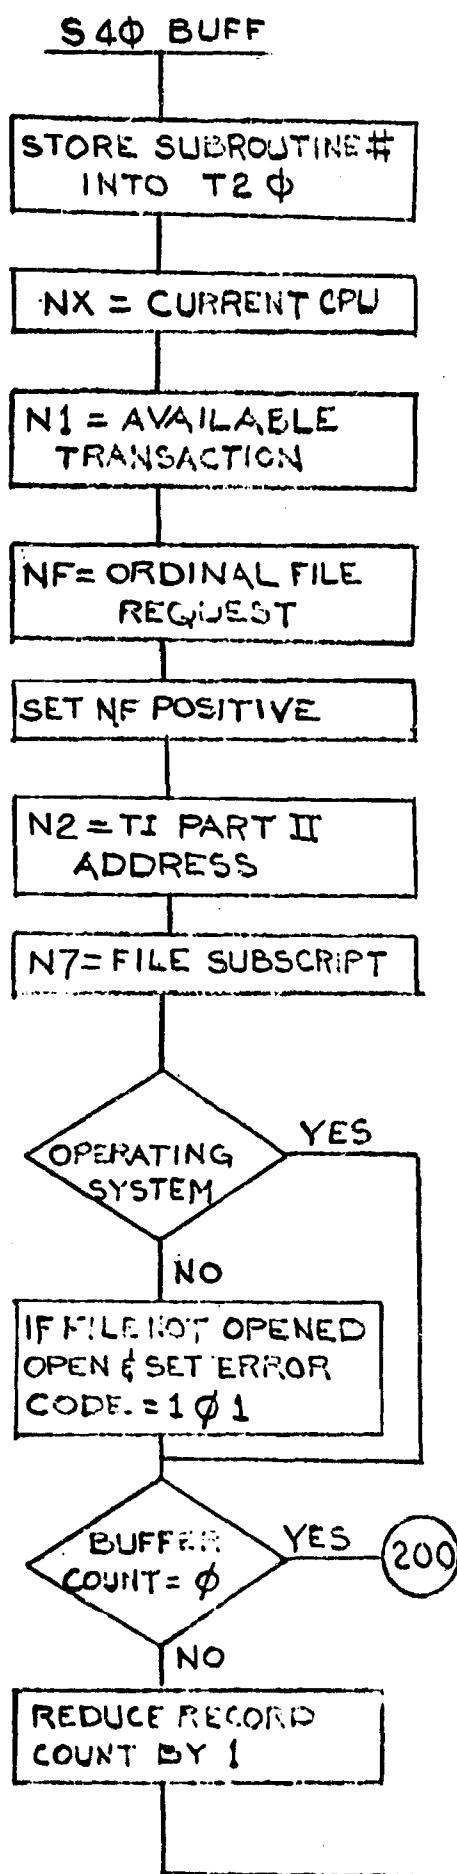 S4Φ BUFF
STORE SUBROUTINE#
INTO T2Φ
NX = CURRENT CPU
N1 = AVAILABLE
TRANSACTION
NF= ORDINAL FILE
REQUEST
SET NF POSITIVE
N2 = TI PART II
ADDRESS
N7= FILE SUBSCRIPT
OPERATING
SYSTEM
YES
NO
IF FILE NOT OPENED
OPEN & SET ERROR
CODE. = 1Φ1
BUFFER
COUNT= Φ
YES
200
NO
REDUCE RECORD
COUNT BY 1